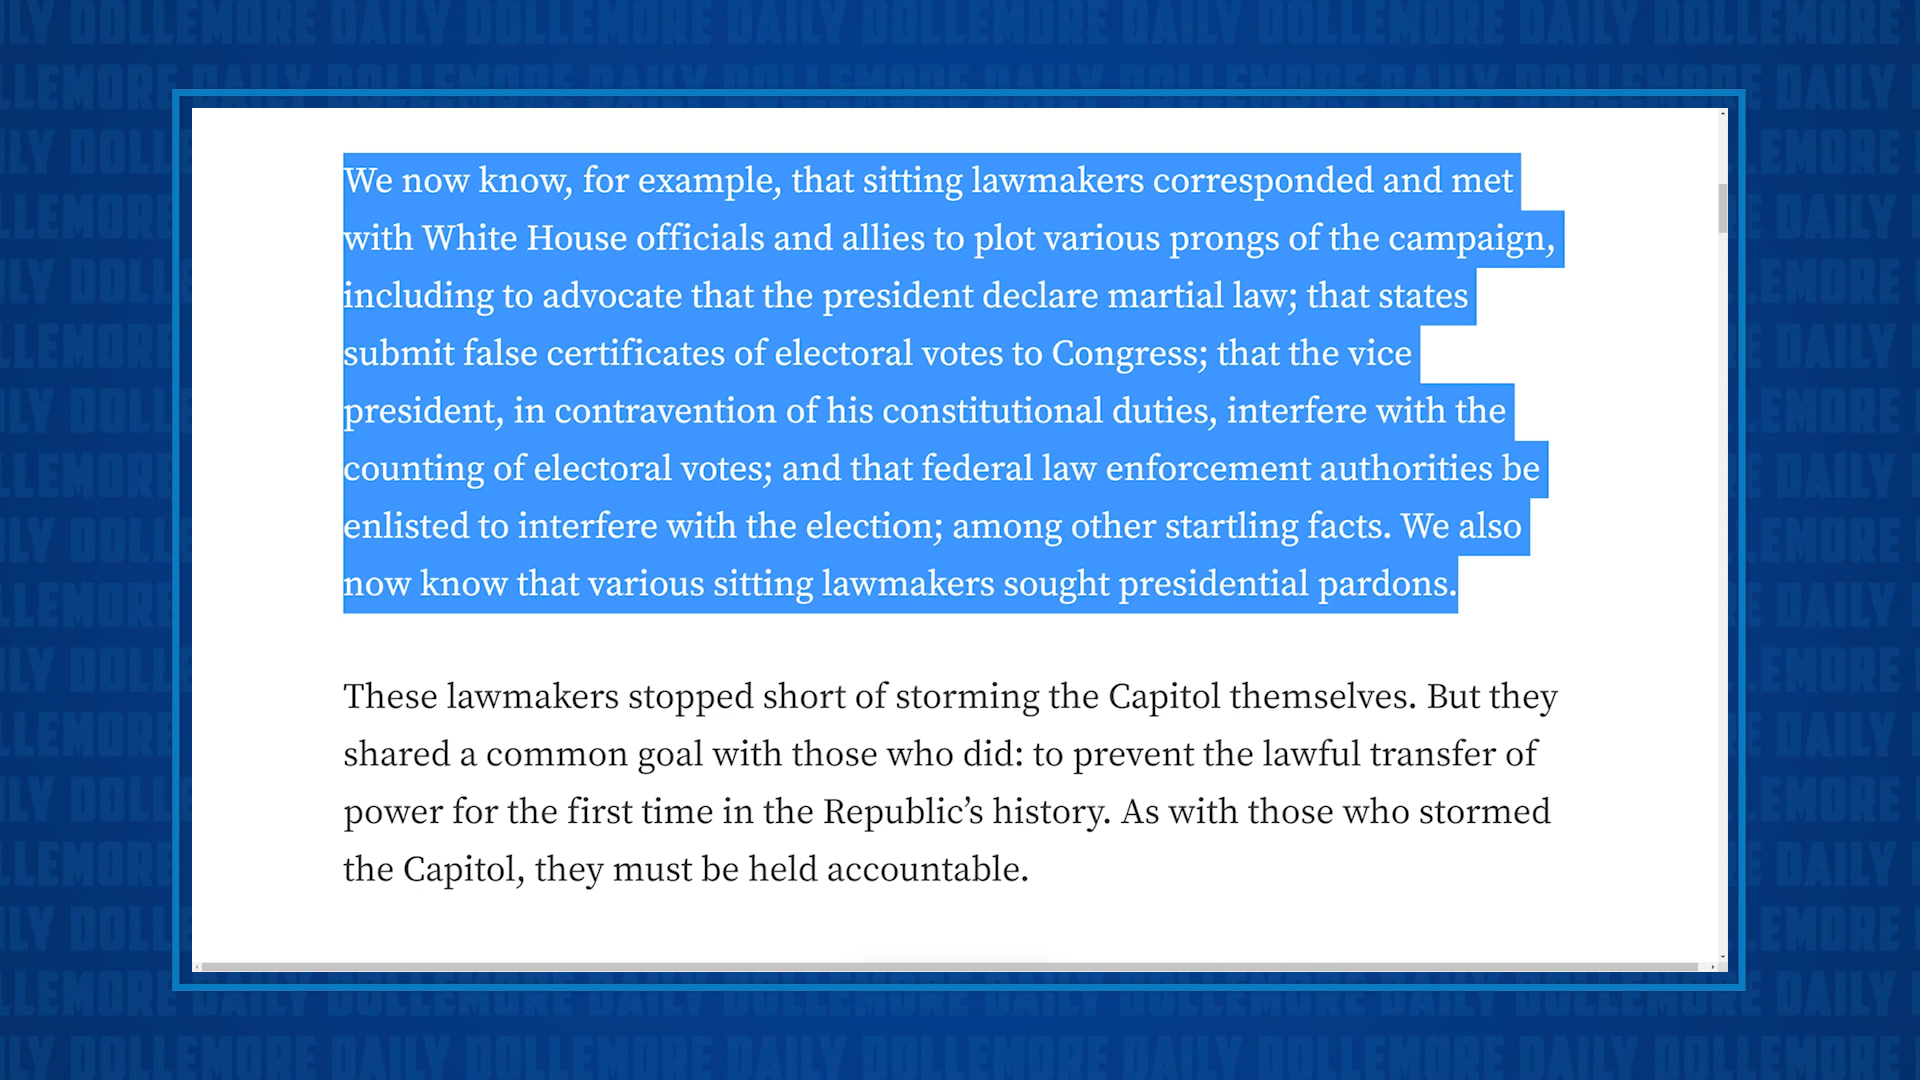 We now know, for example, that sitting lawmakers corresponded and met
with White House officials and allies to plot various prongs of the campaign,
including to advocate that the president declare martial law; that states
submit false certificates of electoral votes to Congress; that the vice
president, in contravention of his constitutional duties, interfere with the
counting of electoral votes; and that federal law enforcement authorities be
enlisted to interfere with the election; among other startling facts. We also
now know that various sitting lawmakers sought presidential pardons.
These lawmakers stopped short of storming the Capitol themselves. But they
shared a common goal with those who did: to prevent the lawful transfer of
power for the first time in the Republic’s history. As with those who stormed
the Capitol, they must be held accountable.